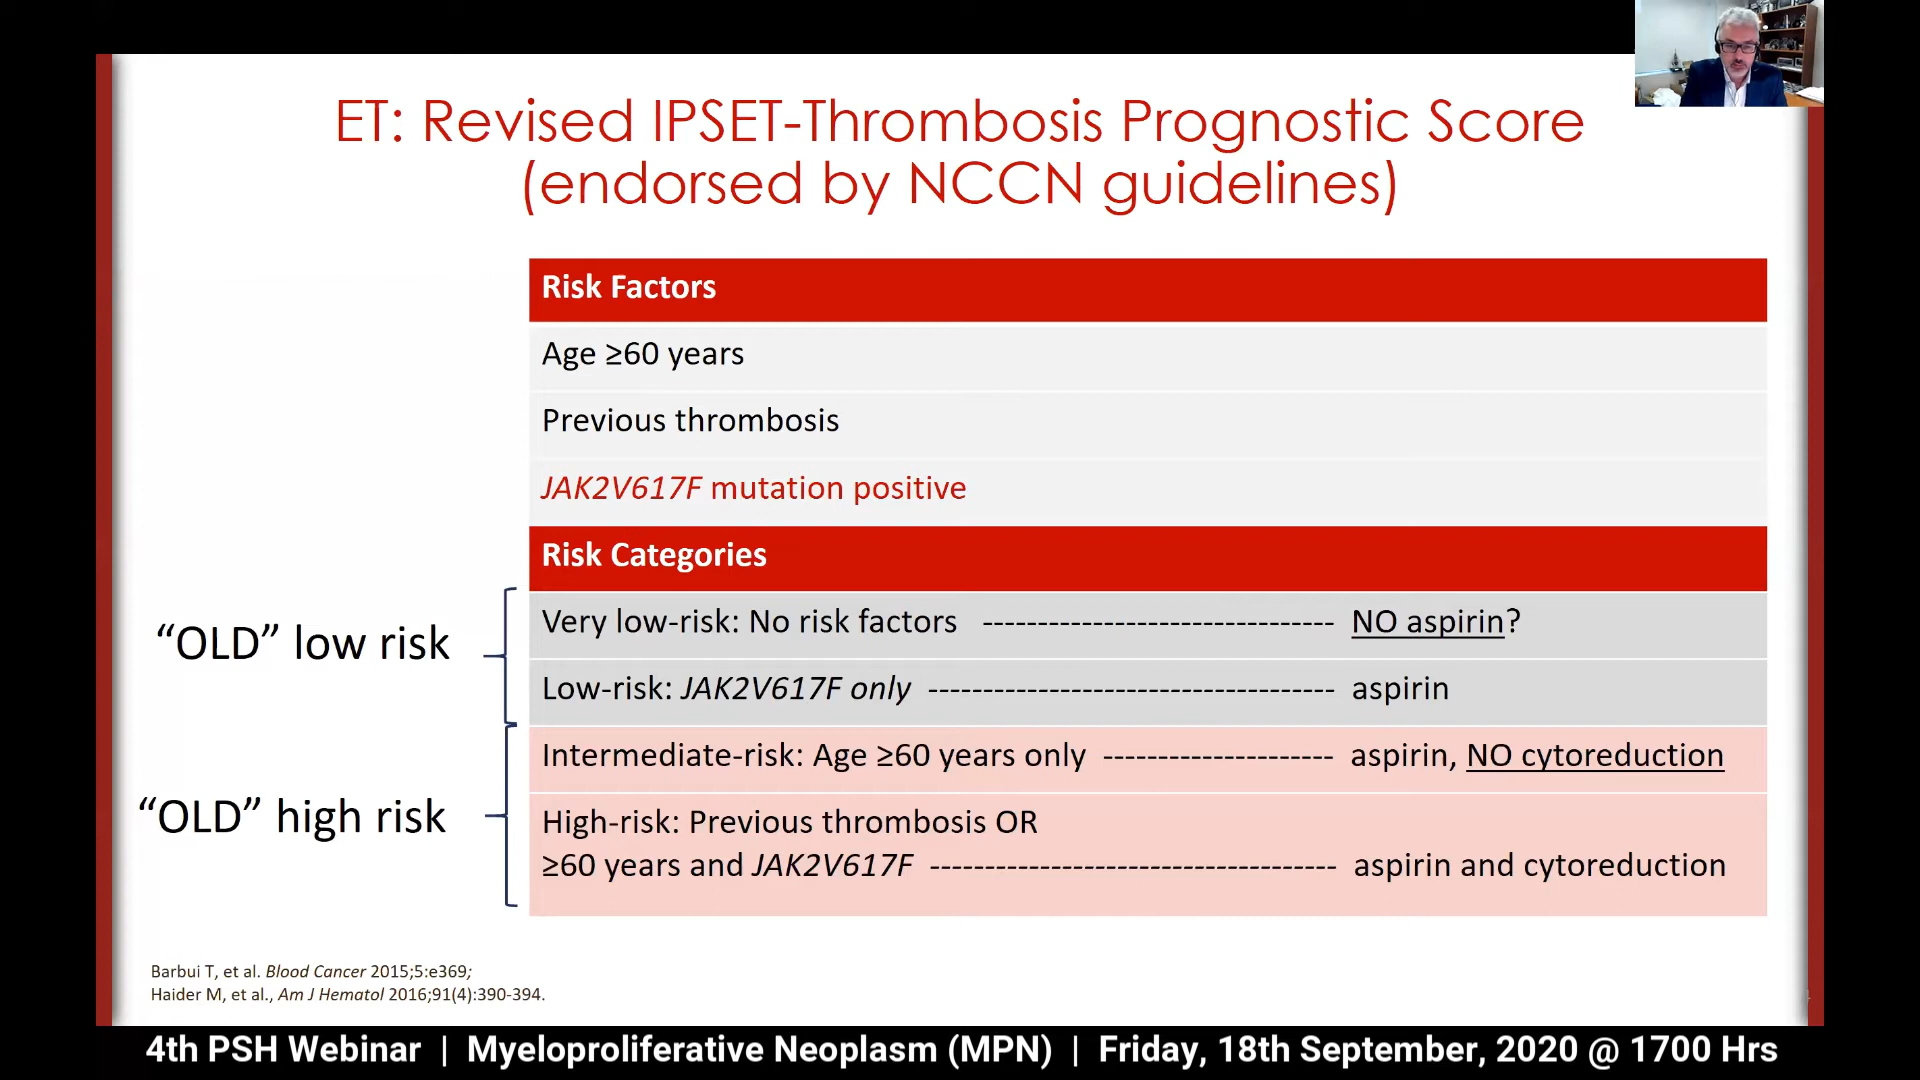 ET: Revised IPSET-Thrombosis Prognostic Score
(endorsed by NCCN guidelines)
Risk Factors
Age ≥60 years
Previous thrombosis
JAK2V617F mutation positive
Risk Categories
"OLD" low risk
Very low-risk: No risk factors -------------------------------- NO aspirin?
Low-risk: JAK2V617F only ------------------------------------- aspirin
"OLD" high risk
Intermediate-risk: Age ≥60 years only --------------------- aspirin, NO cytoreduction
High-risk: Previous thrombosis OR
≥60 years and JAK2V617F ------------------------------------- aspirin and cytoreduction
Barbui T, et al. Blood Cancer 2015;5:e369;
Haider M, et al., Am J Hematol 2016;91(4):390-394.
4th PSH Webinar | Myeloproliferative Neoplasm (MPN) | Friday, 18th September, 2020 @ 1700 Hrs